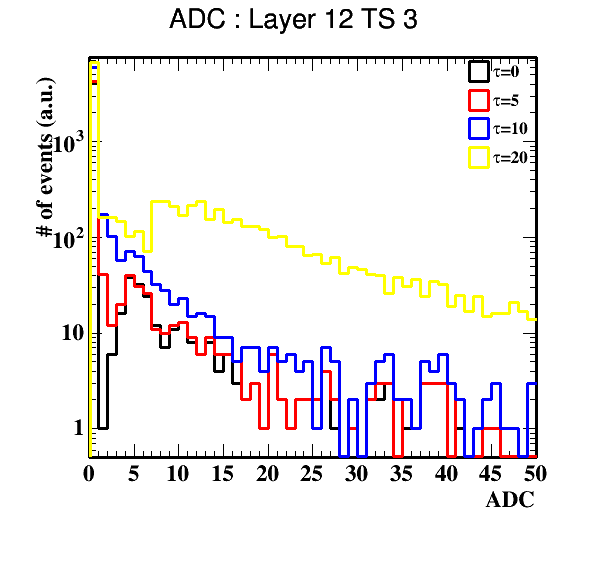 ADC : Layer 12 TS 3
# of events (a.u.)
τ=0
τ=5
τ=10
τ=20
10³
10²
10
1
0 5 10 15 20 25 30 35 40 45 50
ADC